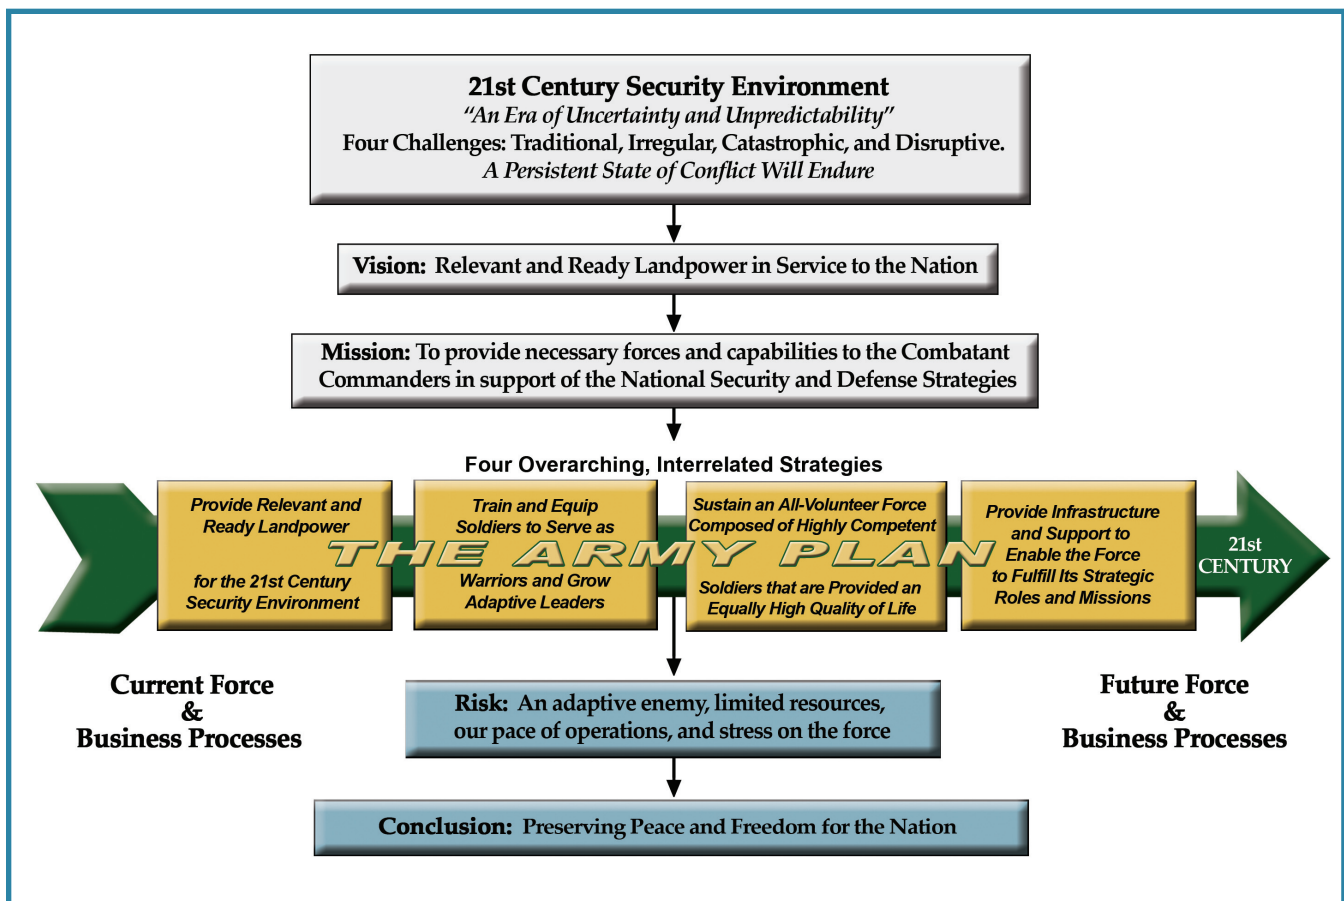 21st Century Security Environment
“An Era of Uncertainty and Unpredictability”
Four Challenges: Traditional, Irregular, Catastrophic, and Disruptive.
A Persistent State of Conflict Will Endure
Vision: Relevant and Ready Landpower in Service to the Nation
Mission: To provide necessary forces and capabilities to the Combatant
Commanders in support of the National Security and Defense Strategies
Four Overarching, Interrelated Strategies
Provide Relevant and
Ready Landpower
for the 21st Century
Security Environment
Train and Equip
Soldiers to Serve as
Warriors and Grow
Adaptive Leaders
Sustain an All-Volunteer Force
Composed of Highly Competent
Soldiers that are Provided an
Equally High Quality of Life
Provide Infrastructure
and Support to
Enable the Force
to Fulfill Its Strategic
Roles and Missions
THE ARMY PLAN
21st
CENTURY
Current Force
&
Business Processes
Future Force
&
Business Processes
Risk: An adaptive enemy, limited resources,
our pace of operations, and stress on the force
Conclusion: Preserving Peace and Freedom for the Nation